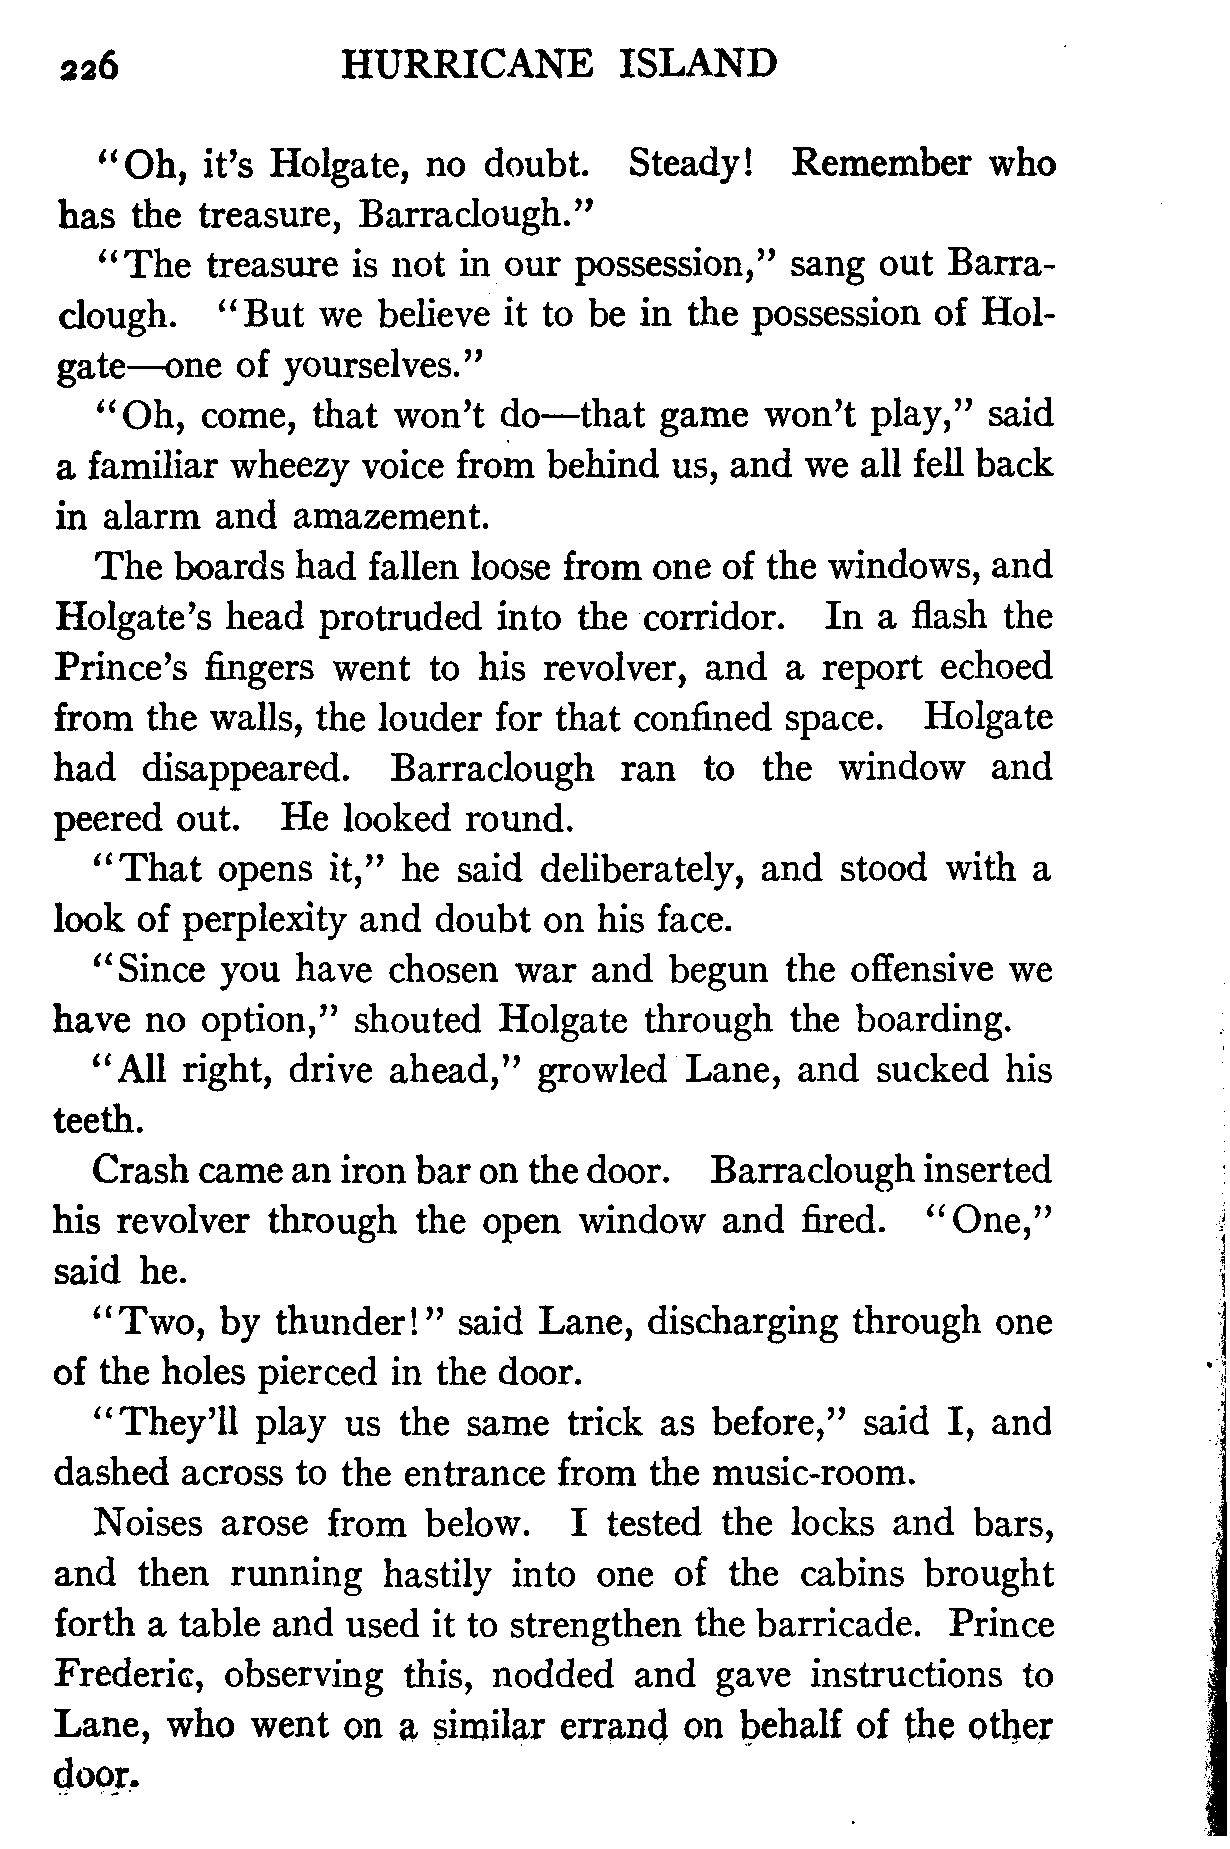 226 HURRICANE ISLAND
"Oh, it's Holgate, no doubt. Steady! Remember who
has the treasure, Barraclough."
"The treasure is not in our possession," sang out Barra-
clough. "But we believe it to be in the possession of Hol-
gate—one of yourselves."
"Oh, come, that won't do—that game won't play," said
a familiar wheezy voice from behind us, and we all fell back
in alarm and amazement.
The boards had fallen loose from one of the windows, and
Holgate's head protruded into the corridor. In a flash the
Prince's fingers went to his revolver, and a report echoed
from the walls, the louder for that confined space. Holgate
had disappeared. Barraclough ran to the window and
peered out. He looked round.
"That opens it," he said deliberately, and stood with a
look of perplexity and doubt on his face.
"Since you have chosen war and begun the offensive we
have no option," shouted Holgate through the boarding.
"All right, drive ahead," growled Lane, and sucked his
teeth.
Crash came an iron bar on the door. Barraclough inserted
his revolver through the open window and fired. "One,"
said he.
"Two, by thunder!" said Lane, discharging through one
of the holes pierced in the door.
"They'll play us the same trick as before," said I, and
dashed across to the entrance from the music-room.
Noises arose from below. I tested the locks and bars,
and then running hastily into one of the cabins brought
forth a table and used it to strengthen the barricade. Prince
Frederic, observing this, nodded and gave instructions to
Lane, who went on a similar errand on behalf of the other
door.